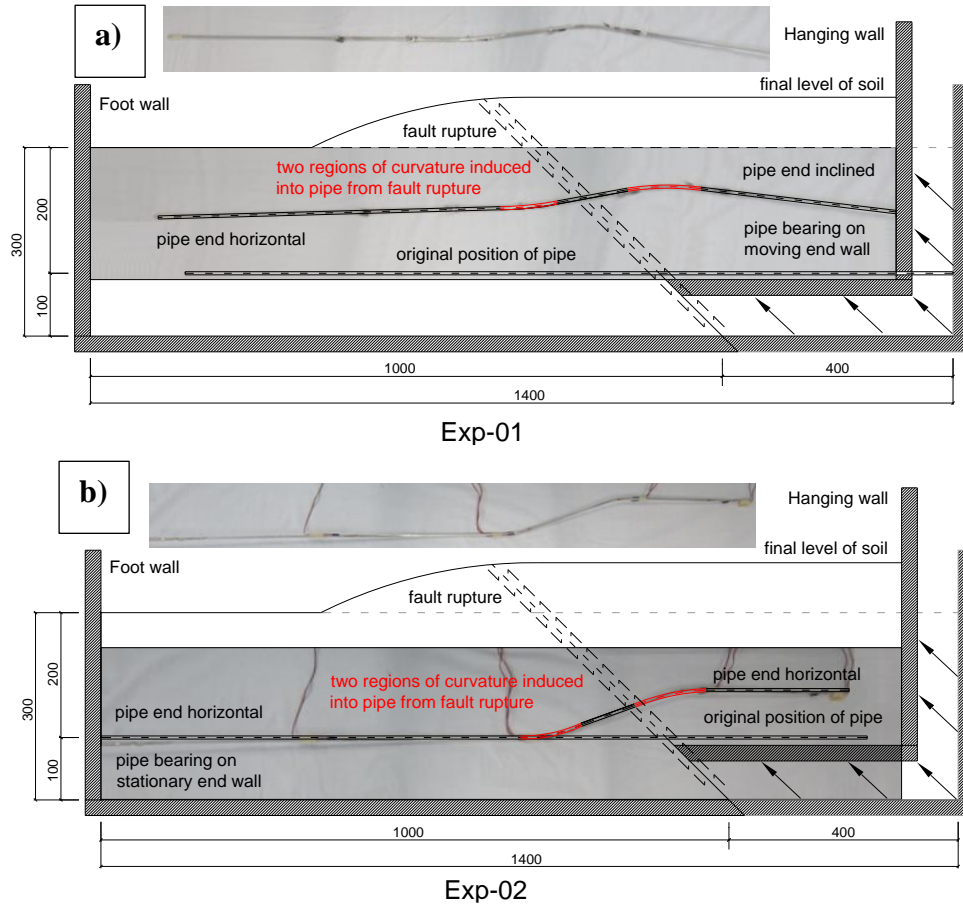 a)
Hanging wall
Foot wall
final level of soil
fault rupture
two regions of curvature induced
into pipe from fault rupture
pipe end inclined
200
300
pipe end horizontal
pipe bearing on
moving end wall
original position of pipe
100
1000
400
1400
Exp-01
b)
Hanging wall
final level of soil
Foot wall
fault rupture
200
300
two regions of curvature induced
into pipe from fault rupture
pipe end horizontal
pipe end horizontal
original position of pipe
pipe bearing on
stationary end wall
100
1000
400
1400
Exp-02